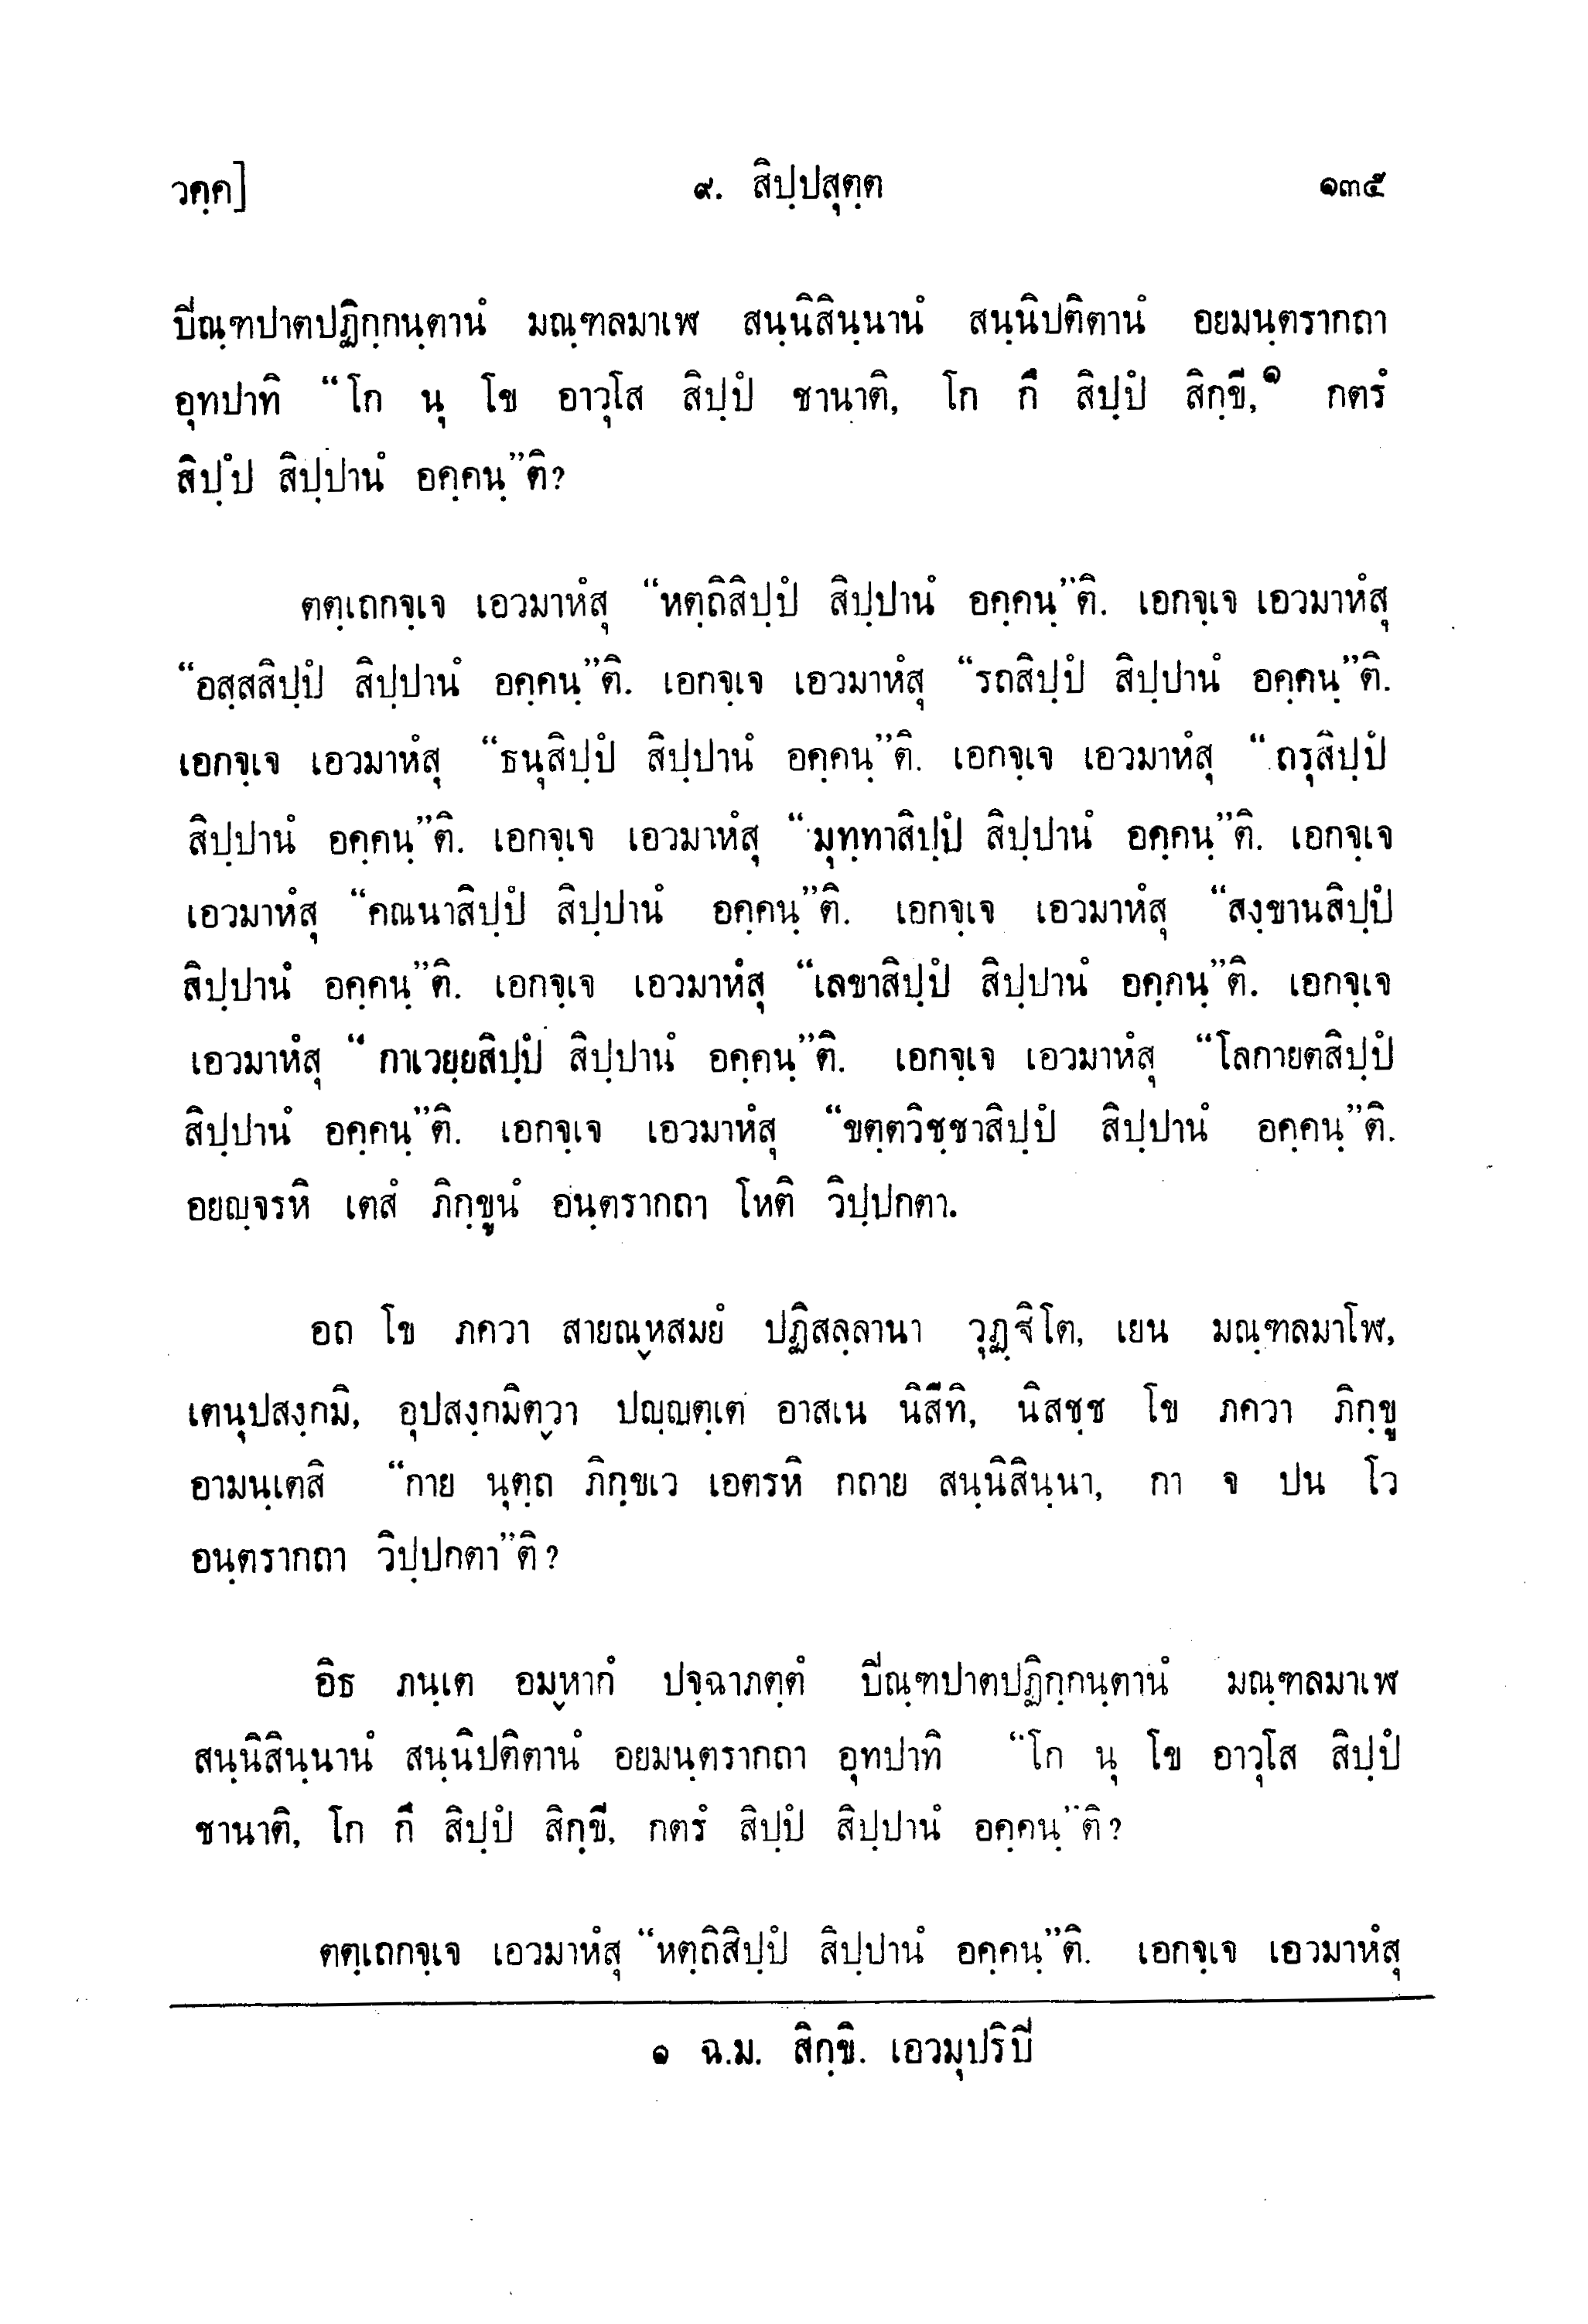 วคฺค]
๙. สิปฺปสุตฺต
๑๓๕
ปิณฺฑปาตปฏิกฺกนฺตานํ มณฺฑลมาเฬ สนฺนิสินฺนานํ สนฺนิปติตานํ อยมนฺตรากถา
อุทปาทิ “โก นุ โข อาวุโส สิปฺปํ ชานาติ, โก กึ สิปฺปํ สิกฺขี,๑ กตรํ
สิปฺปํ สิปฺปานํ อคฺคนฺ”ติ?
ตตฺเถกจฺเจ เอวมาหํสุ “หตฺถิสิปฺปํ สิปฺปานํ อคฺคนฺ”ติ. เอกจฺเจ เอวมาหํสุ
“อสฺสสิปฺปํ สิปฺปานํ อคฺคนฺ”ติ. เอกจฺเจ เอวมาหํสุ “รถสิปฺปํ สิปฺปานํ อคฺคนฺ”ติ.
เอกจฺเจ เอวมาหํสุ “ธนุสิปฺปํ สิปฺปานํ อคฺคนฺ”ติ. เอกจฺเจ เอวมาหํสุ “ถรุสิปฺปํ
สิปฺปานํ อคฺคนฺ”ติ. เอกจฺเจ เอวมาหํสุ “มุทฺทาสิปฺปํ สิปฺปานํ อคฺคนฺ”ติ. เอกจฺเจ
เอวมาหํสุ “คณนาสิปฺปํ สิปฺปานํ อคฺคนฺ”ติ. เอกจฺเจ เอวมาหํสุ “สงฺขานสิปฺปํ
สิปฺปานํ อคฺคนฺ”ติ. เอกจฺเจ เอวมาหํสุ “เลขาสิปฺปํ สิปฺปานํ อคฺคนฺ”ติ. เอกจฺเจ
เอวมาหํสุ “กาเวยฺยสิปฺปํ สิปฺปานํ อคฺคนฺ”ติ. เอกจฺเจ เอวมาหํสุ “โลกายตสิปฺปํ
สิปฺปานํ อคฺคนฺ”ติ. เอกจฺเจ เอวมาหํสุ “ขตฺตวิชฺชาสิปฺปํ สิปฺปานํ อคฺคนฺ”ติ.
อยญฺจรหิ เตสํ ภิกฺขูนํ อนฺตรากถา โหติ วิปฺปกตา.
อถ โข ภควา สายณฺหสมยํ ปฏิสลฺลานา วุฏฺฐิโต, เยน มณฺฑลมาโฬ,
เตนุปสงฺกมิ, อุปสงฺกมิตฺวา ปญฺญตฺเต อาสเน นิสีทิ, นิสชฺช โข ภควา ภิกฺขู
อามนฺเตสิ “กาย นุตฺถ ภิกฺขเว เอตรหิ กถาย สนฺนิสินฺนา, กา จ ปน โว
อนฺตรากถา วิปฺปกตา”ติ?
อิธ ภนฺเต อมฺหากํ ปจฺฉาภตฺตํ ปิณฺฑปาตปฏิกฺกนฺตานํ มณฺฑลมาเฬ
สนฺนิสินฺนานํ สนฺนิปติตานํ อยมนฺตรากถา อุทปาทิ “โก นุ โข อาวุโส สิปฺปํ
ชานาติ, โก กึ สิปฺปํ สิกฺขี, กตรํ สิปฺปํ สิปฺปานํ อคฺคนฺ”ติ?
ตตฺเถกจฺเจ เอวมาหํสุ “หตฺถิสิปฺปํ สิปฺปานํ อคฺคนฺ”ติ. เอกจฺเจ เอวมาหํสุ
๑ ฉ.ม. สิกฺขิ. เอวมุปริปิ